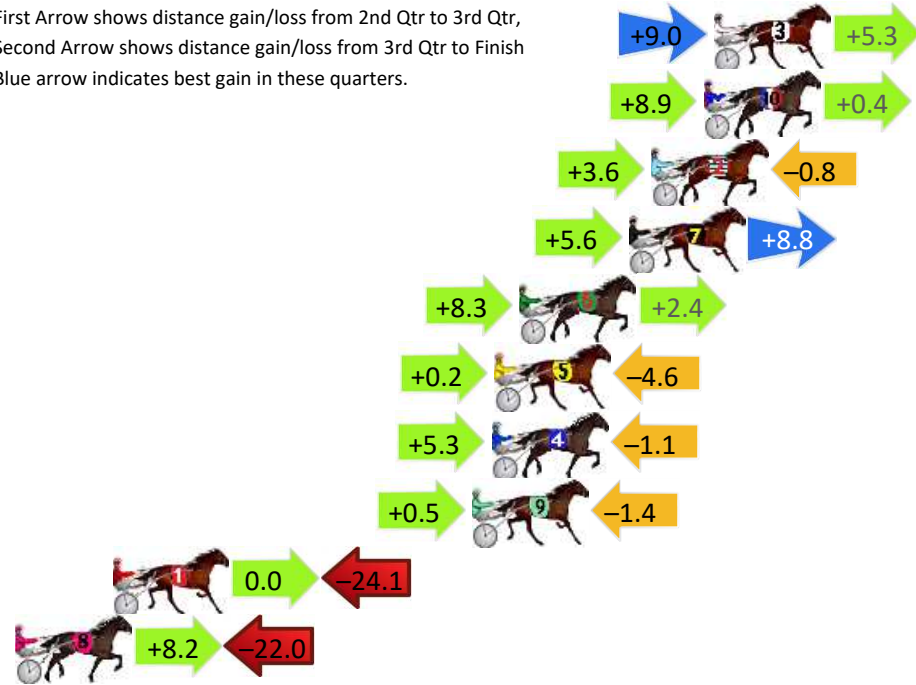 First Arrow shows distance gain/loss from 2nd Qtr to 3rd Qtr,
Second Arrow shows distance gain/loss from 3rd Qtr to Finish
Blue arrow indicates best gain in these quarters.
+9.0 3 +5.3
+8.9 10 +0.4
+3.6 2 –0.8
+5.6 7 +8.8
+8.3 6 +2.4
+0.2 5 –4.6
+5.3 4 –1.1
+0.5 9 –1.4
1 0.0 –24.1
8 +8.2 –22.0